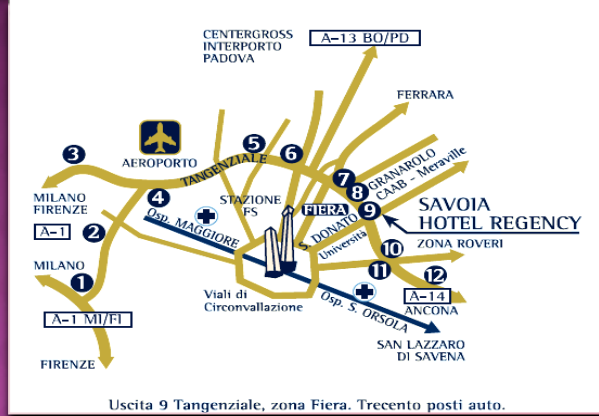 CENTERGROSS
INTERPORTO
PADOVA
A-13 BO/PD
FERRARA
3
AEROPORTO
TANGENZIALE
5
6
7
8
GRANAROLO
CAAB - Meraville
MILANO
FIRENZE
A-1
2
4
Osp. MAGGIORE
STAZIONE
FS
FIERA
S. DONATO
Università
9
SAVOIA
HOTEL REGENCY
10
ZONA ROVERI
MILANO
1
11
12
A-14
ANCONA
A-1 MI/FI
Viali di
Circonvallazione
Osp. S. ORSOLA
FIRENZE
SAN LAZZARO
DI SAVENA
Uscita 9 Tangenziale, zona Fiera. Trecento posti auto.